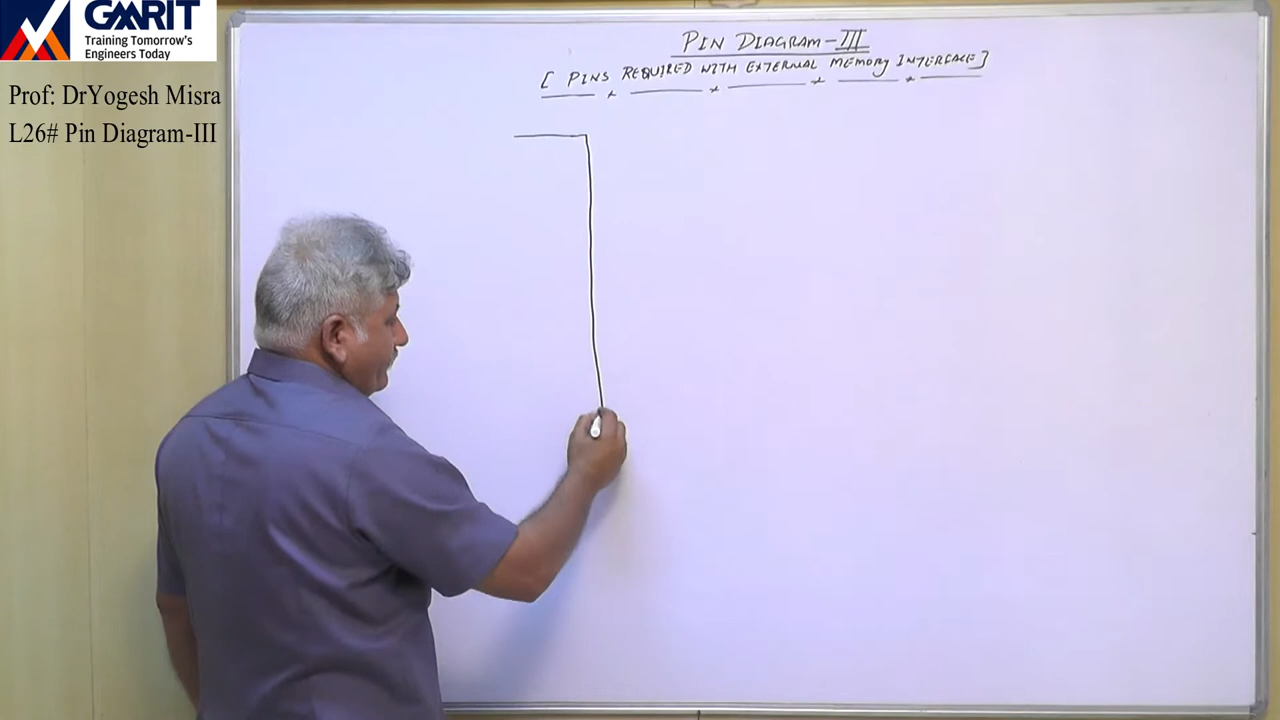 GMRIT
Training Tomorrow's
Engineers Today
Prof: DrYogesh Misra
L26# Pin Diagram-III
PIN DIAGRAM-III
[ PINS REQUIRED WITH EXTERNAL MEMORY INTERFACE ]